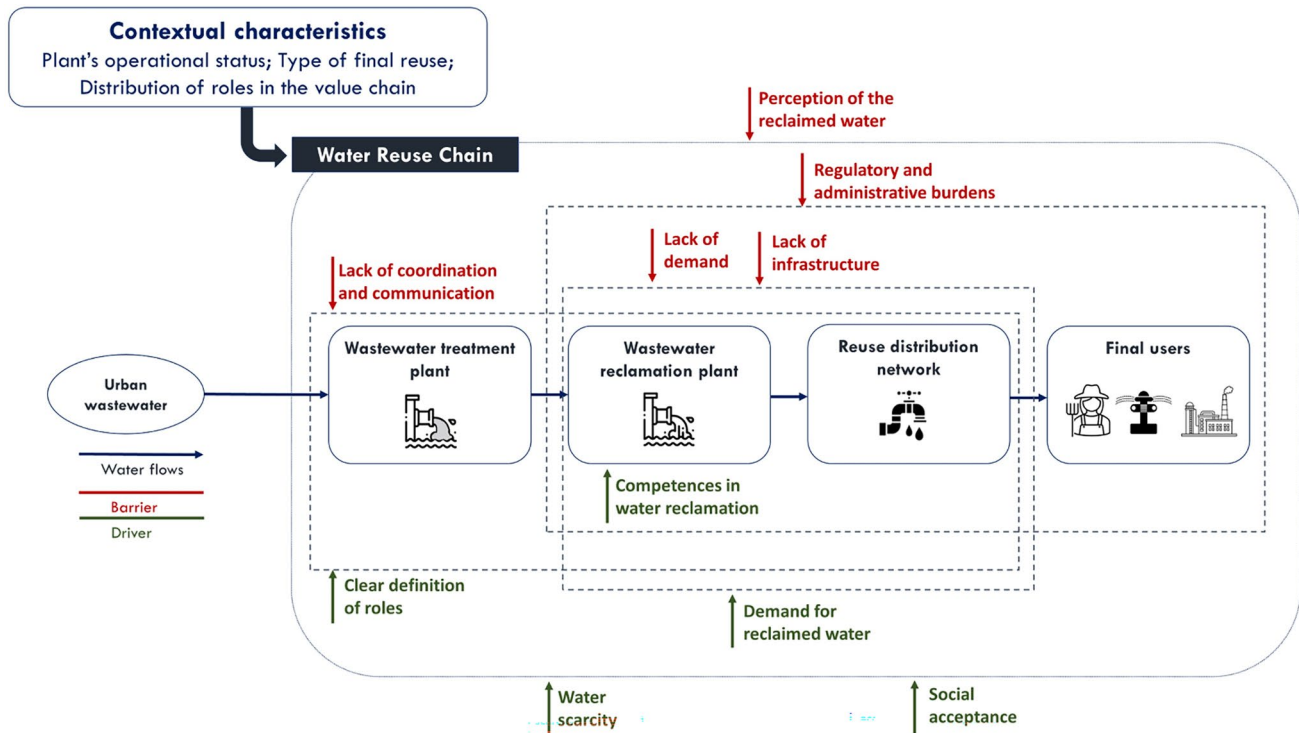 Contextual characteristics
Plant's operational status; Type of final reuse;
Distribution of roles in the value chain
Water Reuse Chain
Perception of the
reclaimed water
Regulatory and
administrative burdens
Lack of
demand
Lack of
infrastructure
Lack of coordination
and communication
Wastewater treatment
plant
Wastewater
reclamation plant
Reuse distribution
network
Final users
Urban
wastewater
Water flows
Barrier
Driver
Competences in
water reclamation
Clear definition
of roles
Demand for
reclaimed water
Water
scarcity
Social
acceptance